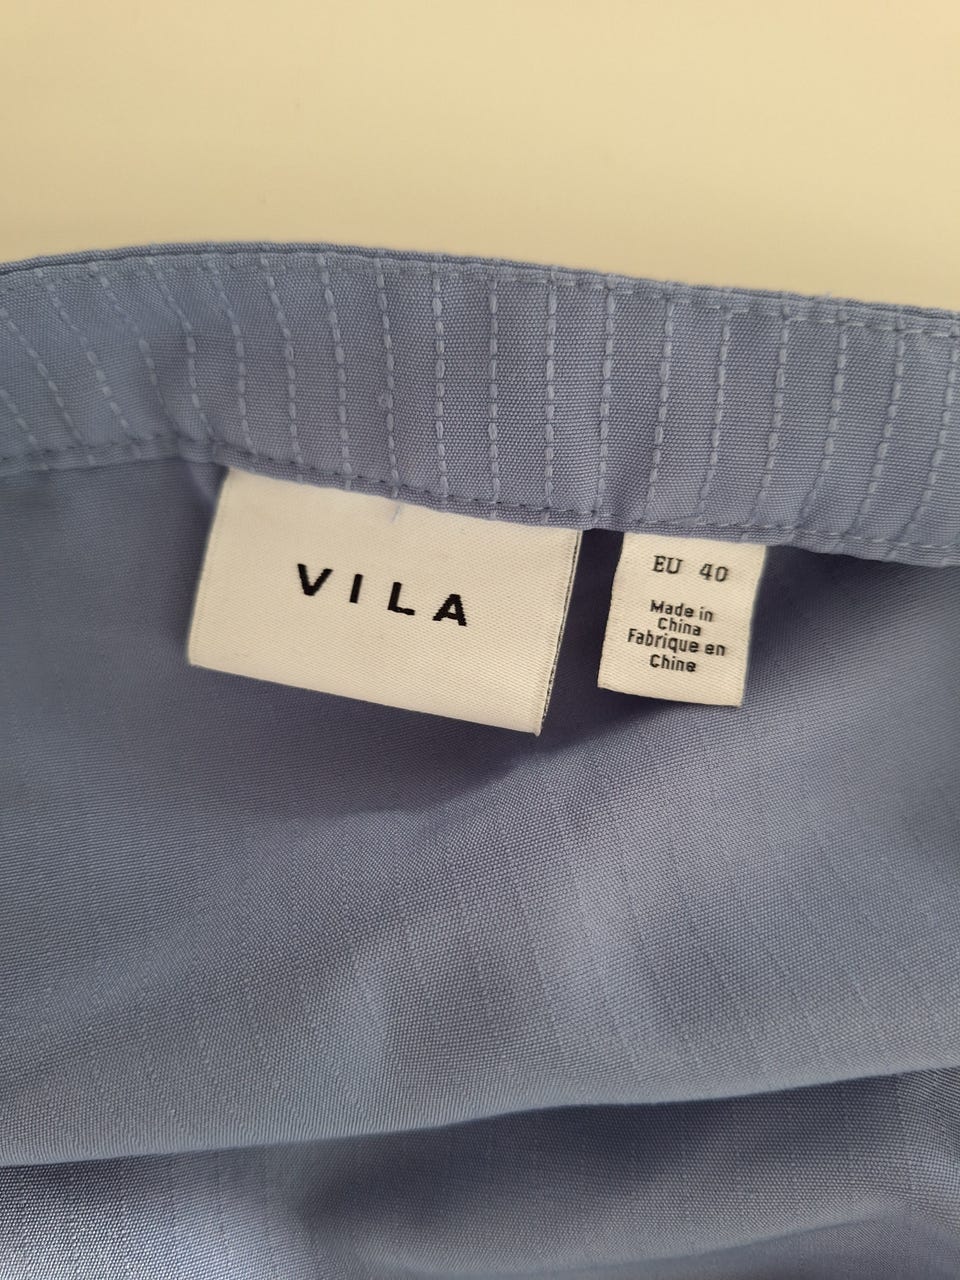 VILA
EU 40
Made in
China
Fabrique en
Chine